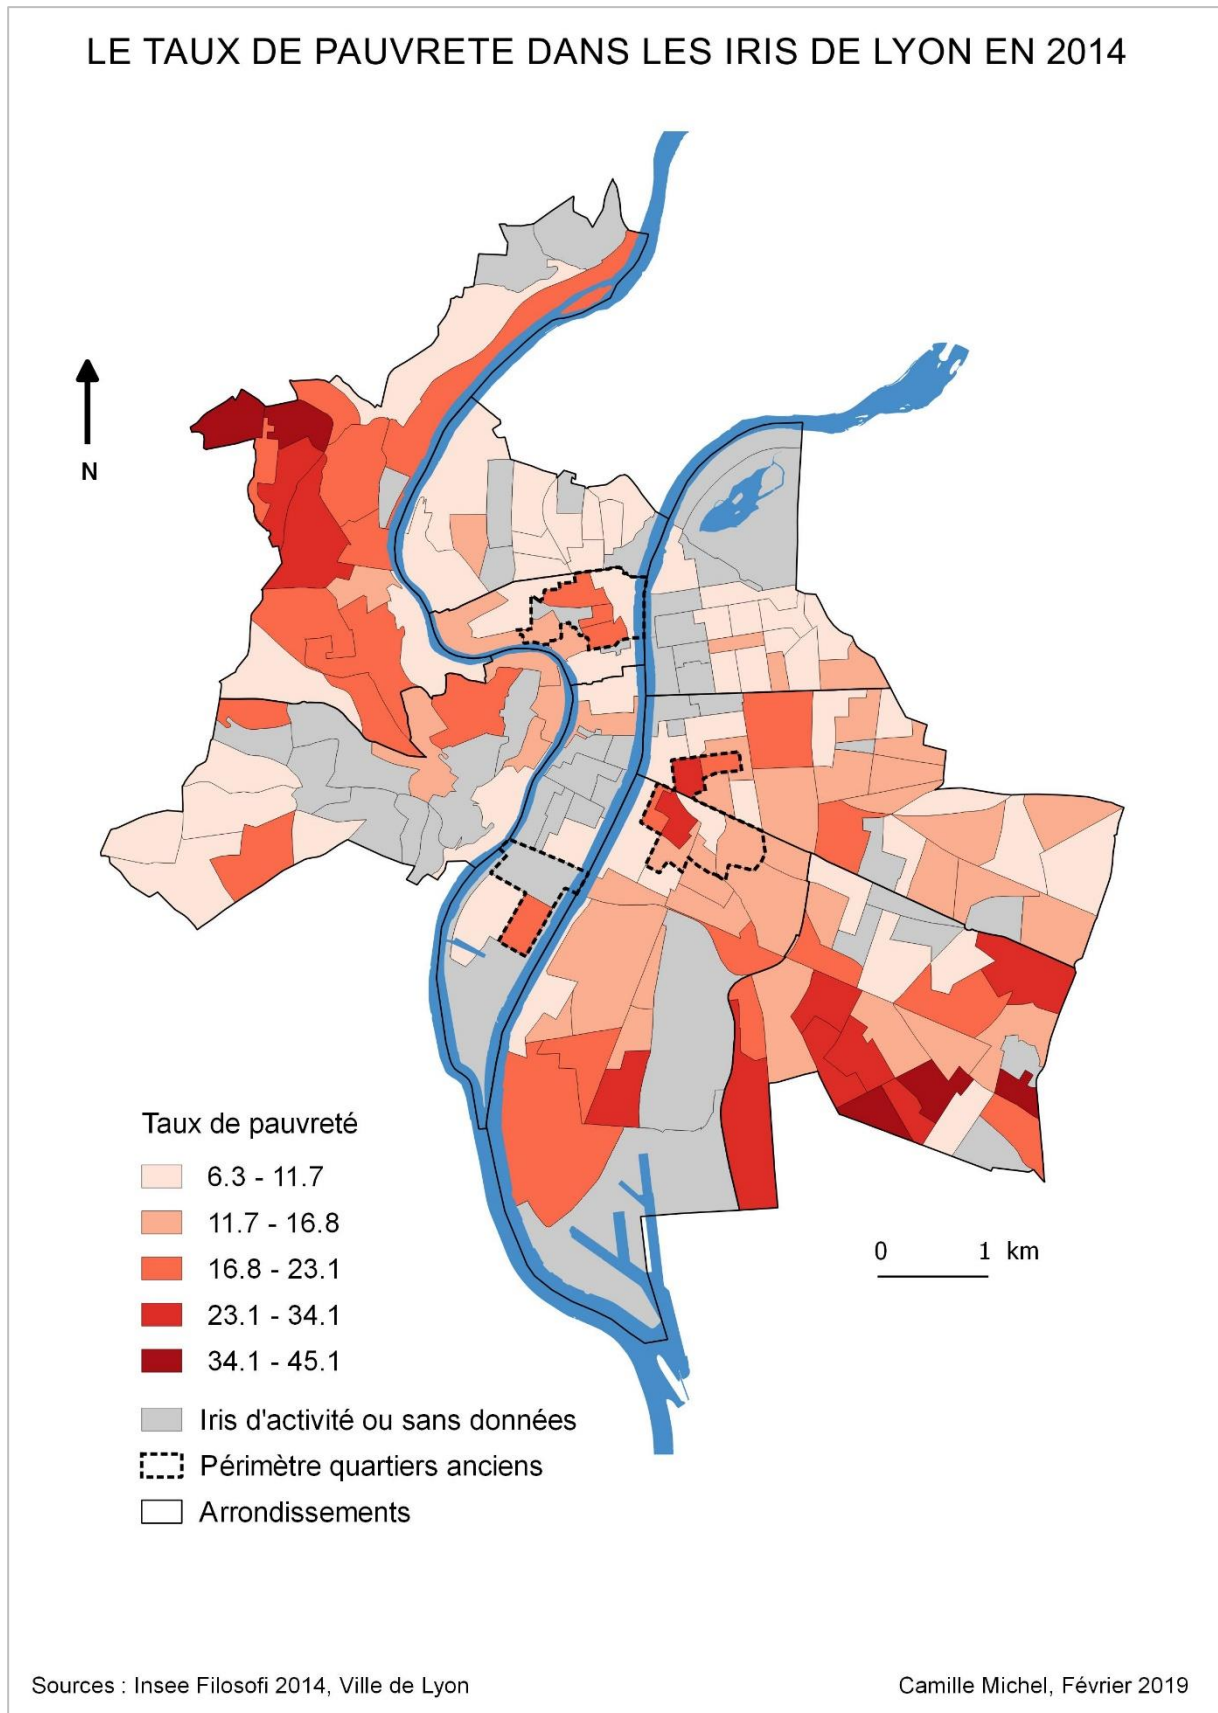 LE TAUX DE PAUVRETE DANS LES IRIS DE LYON EN 2014
N
Taux de pauvreté
6.3 - 11.7
11.7 - 16.8
16.8 - 23.1
23.1 - 34.1
34.1 - 45.1
Iris d'activité ou sans données
Périmètre quartiers anciens
Arrondissements
0 1 km
Sources : Insee Filosofi 2014, Ville de Lyon
Camille Michel, Février 2019